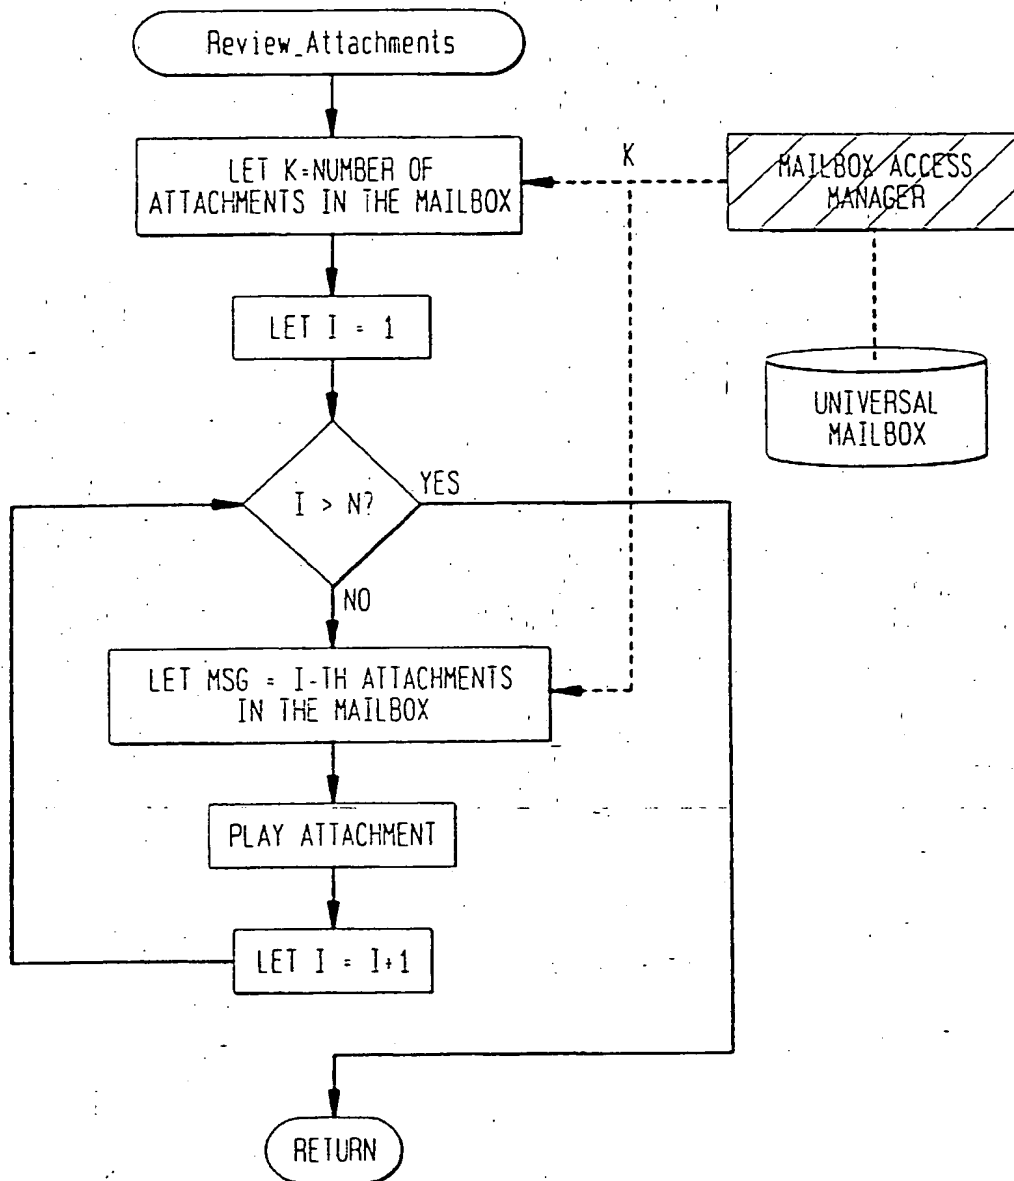 Review_Attachments
LET K=NUMBER OF
ATTACHMENTS IN THE MAILBOX
K
MAILBOX ACCESS
MANAGER
LET I = 1
UNIVERSAL
MAILBOX
I > N?
YES
NO
LET MSG = I-TH ATTACHMENTS
IN THE MAILBOX
PLAY ATTACHMENT
LET I = I+1
RETURN